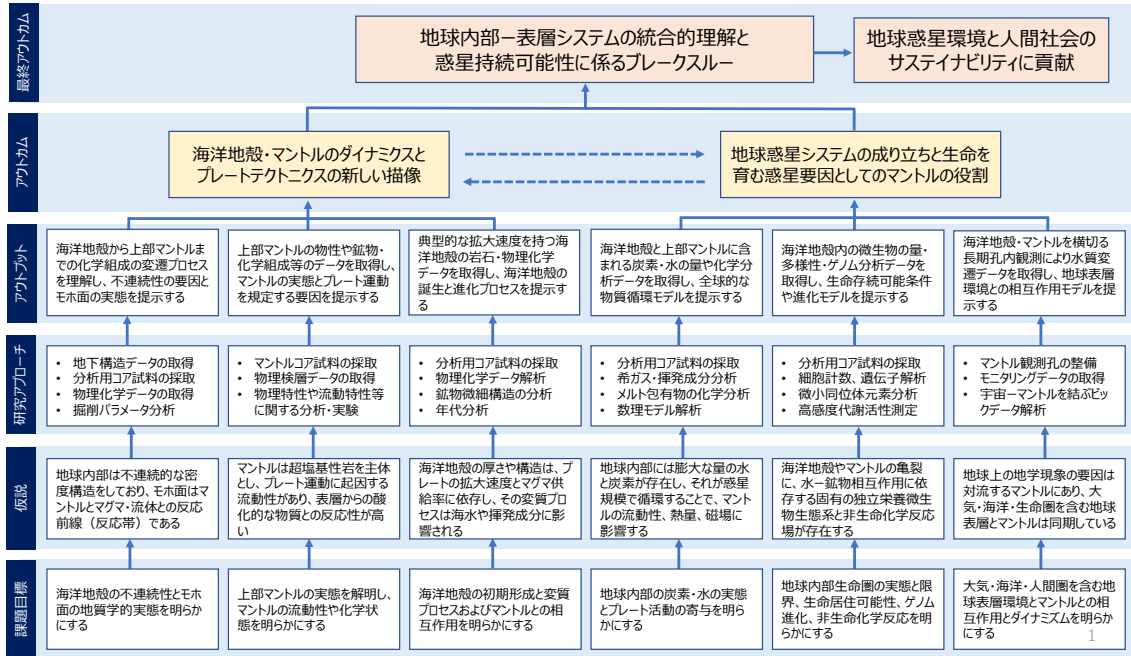 最終アウトカム
地球内部－表層システムの統合的理解と
惑星持続可能性に係るブレークスルー
地球惑星環境と人間社会の
サステイナビリティに貢献
アウトカム
海洋地殻・マントルのダイナミクスと
プレートテクトニクスの新しい描像
地球惑星システムの成り立ちと生命を
育む惑星要因としてのマントルの役割
アウトプット
海洋地殻から上部マントルま
での化学組成の変遷プロセス
を理解し、不連続性の要因と
モホ面の実態を提示する
上部マントルの物性や鉱物・
化学組成等のデータを取得し、
マントルの実態とプレート運動
を規定する要因を提示する
典型的な拡大速度を持つ海
洋地殻の岩石・物理化学
データを取得し、海洋地殻の
誕生と進化プロセスを提示す
る
海洋地殻と上部マントルに含
まれる炭素・水の量や化学分
析データを取得し、全球的な
物質循環モデルを提示する
海洋地殻内の微生物の量・
多様性・ゲノム分析データを
取得し、生命存続可能条件
や進化モデルを提示する
海洋地殻・マントルを横切る
長期孔内観測により水質変
遷データを取得し、地球表層
環境との相互作用モデルを提
示する
研究アプローチ
• 地下構造データの取得
• 分析用コア試料の採取
• 物理化学データの取得
• 掘削パラメータ分析
• マントルコア試料の採取
• 物理検層データの取得
• 物理特性や流動特性等
に関する分析・実験
• 分析用コア試料の採取
• 物理化学データ解析
• 鉱物微細構造の分析
• 年代分析
• 分析用コア試料の採取
• 希ガス・揮発成分分析
• メルト包有物の化学分析
• 数理モデル解析
• 分析用コア試料の採取
• 細胞計数、遺伝子解析
• 微小同位体元素分析
• 高感度代謝活性測定
• マントル観測孔の整備
• モニタリングデータの取得
• 宇宙ーマントルを結ぶビッ
クデータ解析
仮説
地球内部は不連続的な密
度構造をしており、モホ面はマ
ントルとマグマ・流体との反応
前線（反応帯）である
マントルは超塩基性岩を主体
とし、プレート運動に起因する
流動性があり、表層からの酸
化的な物質との反応性が高
い
海洋地殻の厚さや構造は、プ
レートの拡大速度とマグマ供
給率に依存し、その変質プロ
セスは海水や揮発成分に影
響される
地球内部には膨大な量の水
と炭素が存在し、それが惑星
規模で循環することで、マント
ルの流動性、熱量、磁場に
影響する
海洋地殻やマントルの亀裂
に、水－鉱物相互作用に依
存する固有の独立栄養微生
物生態系と非生命化学反応
場が存在する
地球上の地学現象の要因は
対流するマントルにあり、大
気・海洋・生命圏を含む地球
表層とマントルは同期している
課題目標
海洋地殻の不連続性とモホ
面の地質学的実態を明らか
にする
上部マントルの実態を解明し、
マントルの流動性や化学状
態を明らかにする
海洋地殻の初期形成と変質
プロセスおよびマントルとの相
互作用を明らかにする
地球内部の炭素・水の実態
とプレート活動の寄与を明ら
かにする
地球内部生命圏の実態と限
界、生命居住可能性、ゲノム
進化、非生命化学反応を明
らかにする
大気・海洋・人間圏を含む地
球表層環境とマントルとの相
互作用とダイナミズムを明らか
にする
1